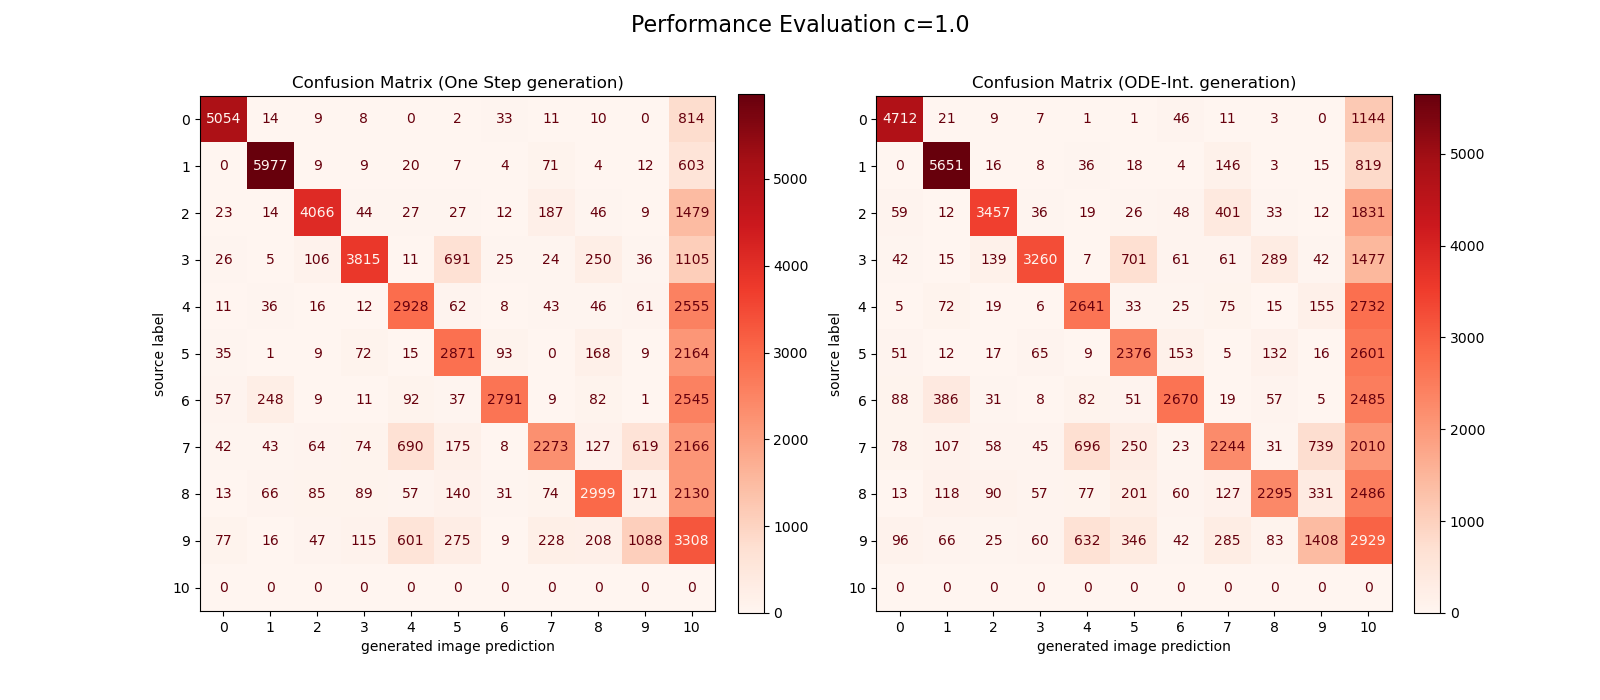 Performance Evaluation c=1.0
Confusion Matrix (One Step generation)
0 5054 14 9 8 0 2 33 11 10 0 814
1 0 5977 9 9 20 7 4 71 4 12 603
2 23 14 4066 44 27 27 12 187 46 9 1479
3 26 5 106 3815 11 691 25 24 250 36 1105
4 11 36 16 12 2928 62 8 43 46 61 2555
5 35 1 9 72 15 2871 93 0 168 9 2164
6 57 248 9 11 92 37 2791 9 82 1 2545
7 42 43 64 74 690 175 8 2273 127 619 2166
8 13 66 85 89 57 140 31 74 2999 171 2130
9 77 16 47 115 601 275 9 228 208 1088 3308
10 0 0 0 0 0 0 0 0 0 0 0
0 1 2 3 4 5 6 7 8 9 10
generated image prediction
source label
5000
4000
3000
2000
1000
0
Confusion Matrix (ODE-Int. generation)
0 4712 21 9 7 1 1 46 11 3 0 1144
1 0 5651 16 8 36 18 4 146 3 15 819
2 59 12 3457 36 19 26 48 401 33 12 1831
3 42 15 139 3260 7 701 61 61 289 42 1477
4 5 72 19 6 2641 33 25 75 15 155 2732
5 51 12 17 65 9 2376 153 5 132 16 2601
6 88 386 31 8 82 51 2670 19 57 5 2485
7 78 107 58 45 696 250 23 2244 31 739 2010
8 13 118 90 57 77 201 60 127 2295 331 2486
9 96 66 25 60 632 346 42 285 83 1408 2929
10 0 0 0 0 0 0 0 0 0 0 0
0 1 2 3 4 5 6 7 8 9 10
generated image prediction
source label
5000
4000
3000
2000
1000
0